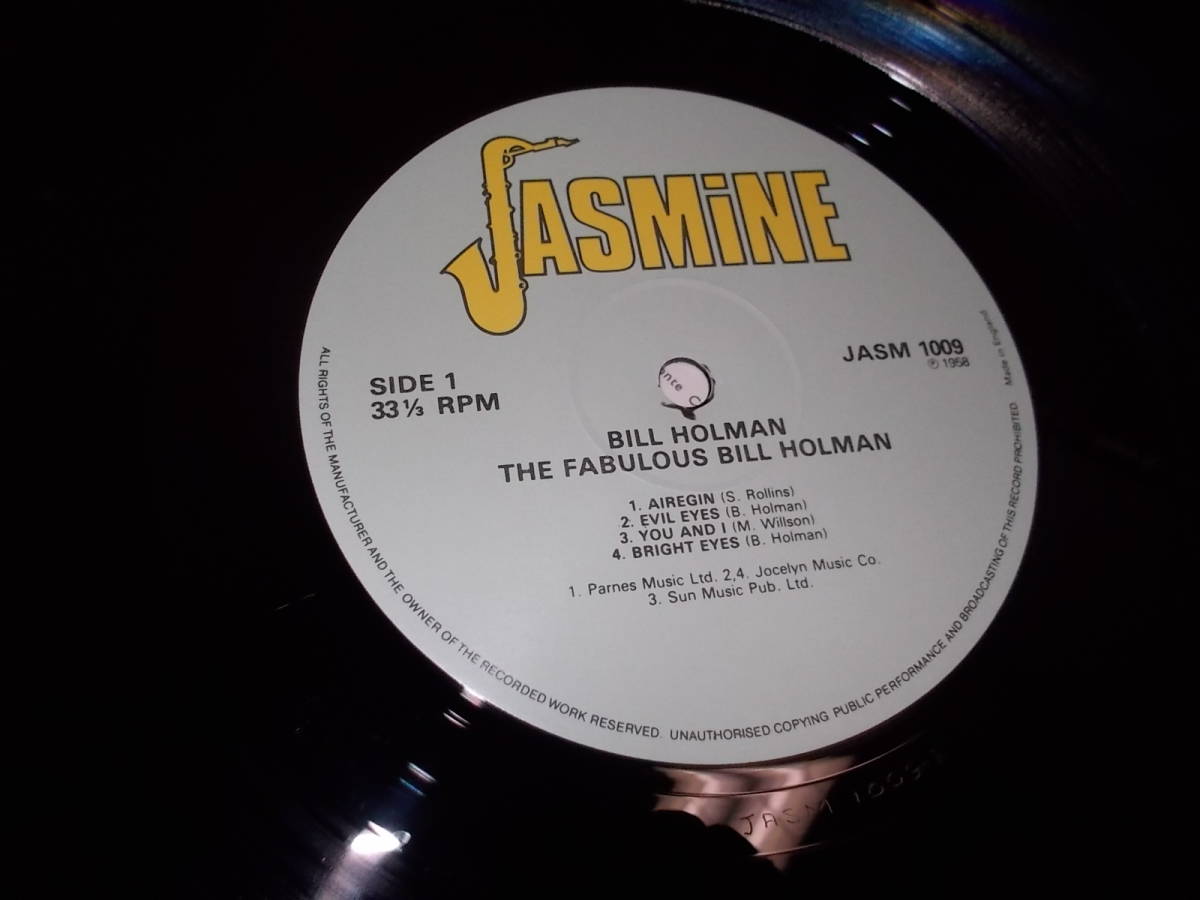 JASMiNE
SIDE 1
33 1/3 RPM
JASM 1009
℗ 1958
BILL HOLMAN
THE FABULOUS BILL HOLMAN
1. AIREGIN (S. Rollins)
2. EVIL EYES (B. Holman)
3. YOU AND I (M. Willson)
4. BRIGHT EYES (B. Holman)
1. Parnes Music Ltd. 2,4. Jocelyn Music Co.
3. Sun Music Pub. Ltd.
ALL RIGHTS OF THE MANUFACTURER AND THE OWNER OF THE RECORDED WORK RESERVED. UNAUTHORISED COPYING PUBLIC PERFORMANCE AND BROADCASTING OF THIS RECORD PROHIBITED. Made in England
JASM